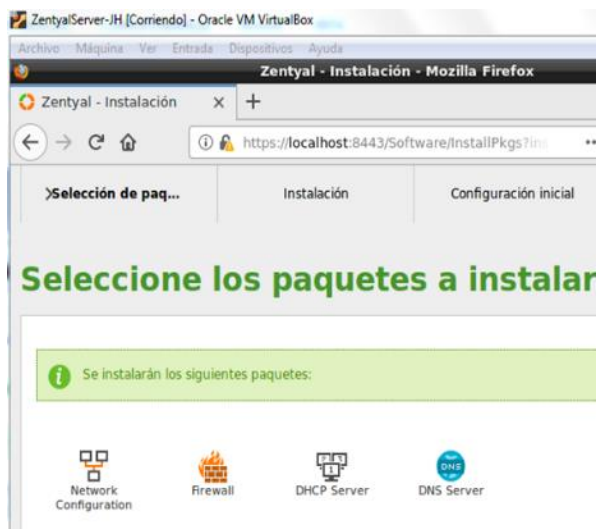 ZentyalServer-JH [Corriendo] - Oracle VM VirtualBox
Archivo Máquina Ver Entrada Dispositivos Ayuda
Zentyal - Instalación - Mozilla Firefox
Zentyal - Instalación
https://localhost:8443/Software/InstallPkgs?ins
Selección de paq... Instalación Configuración inicial
Seleccione los paquetes a instalar
Se instalarán los siguientes paquetes:
DNS
Network Firewall DHCP Server DNS Server
Configuration